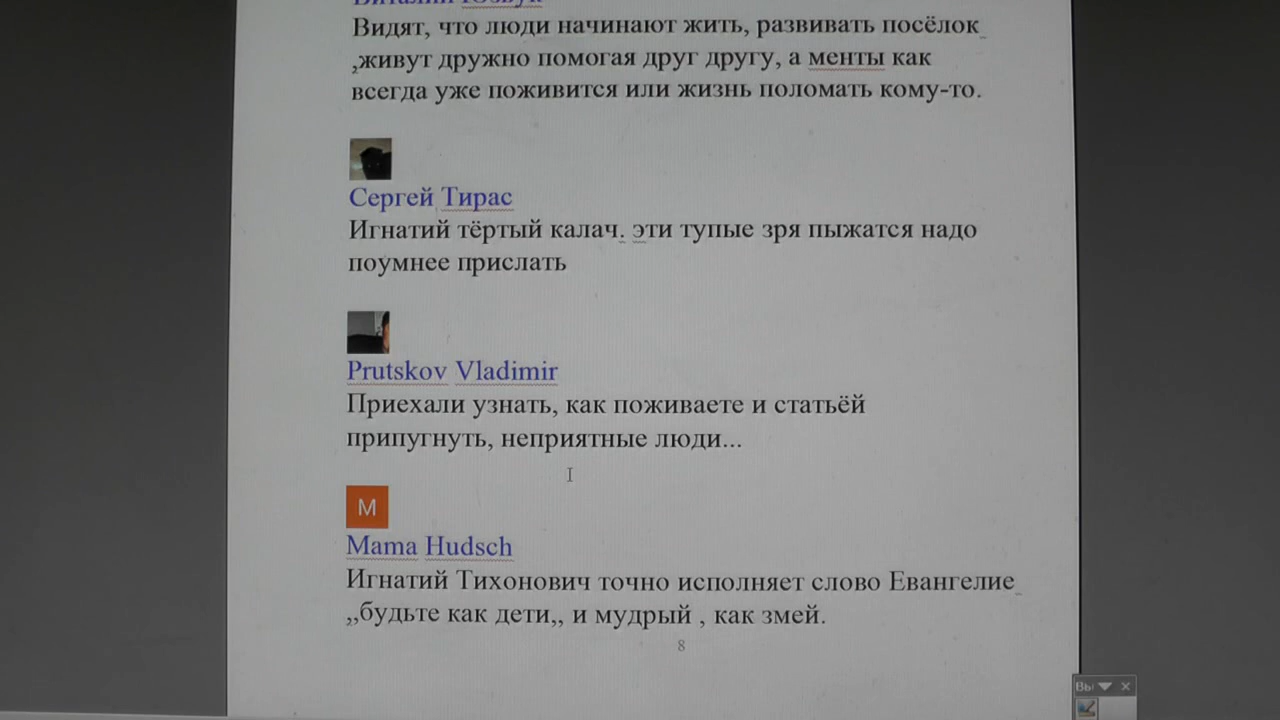 Видят, что люди начинают жить, развивать посёлок
,живут дружно помогая друг другу, а менты как
всегда уже поживится или жизнь поломать кому-то.
Сергей Тирас
Игнатий тёртый калач. эти тупые зря пыжатся надо
поумнее прислать
Prutskov Vladimir
Приехали узнать, как поживаете и статьёй
припугнуть, неприятные люди...
M
Mama Hudsch
Игнатий Тихонович точно исполняет слово Евангелие
,,будьте как дети,, и мудрый , как змей.
8